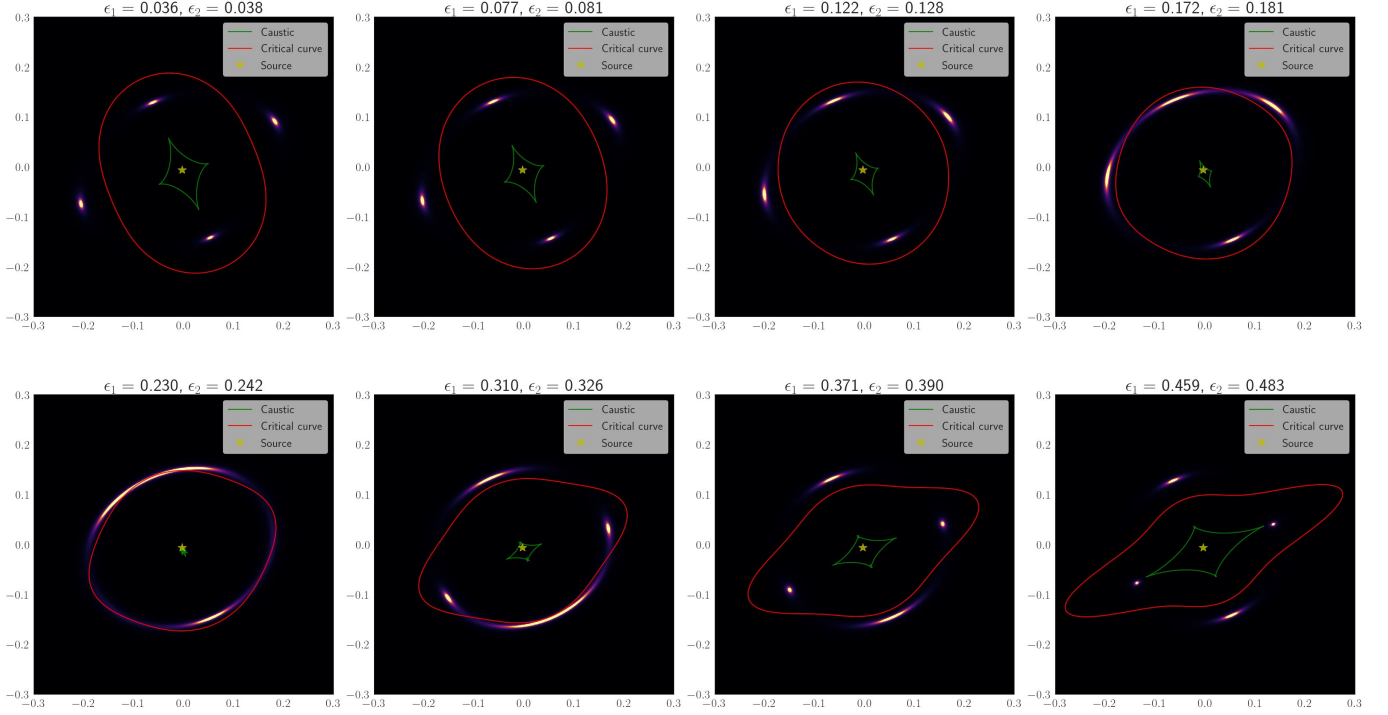 ϵ₁ = 0.036, ϵ₂ = 0.038
0.3
0.2
0.1
0.0
−0.1
−0.2
−0.3
Caustic
Critical curve
Source
−0.3 −0.2 −0.1 0.0 0.1 0.2 0.3
ϵ₁ = 0.077, ϵ₂ = 0.081
0.3
0.2
0.1
0.0
−0.1
−0.2
−0.3
Caustic
Critical curve
Source
−0.3 −0.2 −0.1 0.0 0.1 0.2 0.3
ϵ₁ = 0.122, ϵ₂ = 0.128
0.3
0.2
0.1
0.0
−0.1
−0.2
−0.3
Caustic
Critical curve
Source
−0.3 −0.2 −0.1 0.0 0.1 0.2 0.3
ϵ₁ = 0.172, ϵ₂ = 0.181
0.3
0.2
0.1
0.0
−0.1
−0.2
−0.3
Caustic
Critical curve
Source
−0.3 −0.2 −0.1 0.0 0.1 0.2 0.3
ϵ₁ = 0.230, ϵ₂ = 0.242
0.3
0.2
0.1
0.0
−0.1
−0.2
−0.3
Caustic
Critical curve
Source
−0.3 −0.2 −0.1 0.0 0.1 0.2 0.3
ϵ₁ = 0.310, ϵ₂ = 0.326
0.3
0.2
0.1
0.0
−0.1
−0.2
−0.3
Caustic
Critical curve
Source
−0.3 −0.2 −0.1 0.0 0.1 0.2 0.3
ϵ₁ = 0.371, ϵ₂ = 0.390
0.3
0.2
0.1
0.0
−0.1
−0.2
−0.3
Caustic
Critical curve
Source
−0.3 −0.2 −0.1 0.0 0.1 0.2 0.3
ϵ₁ = 0.459, ϵ₂ = 0.483
0.3
0.2
0.1
0.0
−0.1
−0.2
−0.3
Caustic
Critical curve
Source
−0.3 −0.2 −0.1 0.0 0.1 0.2 0.3